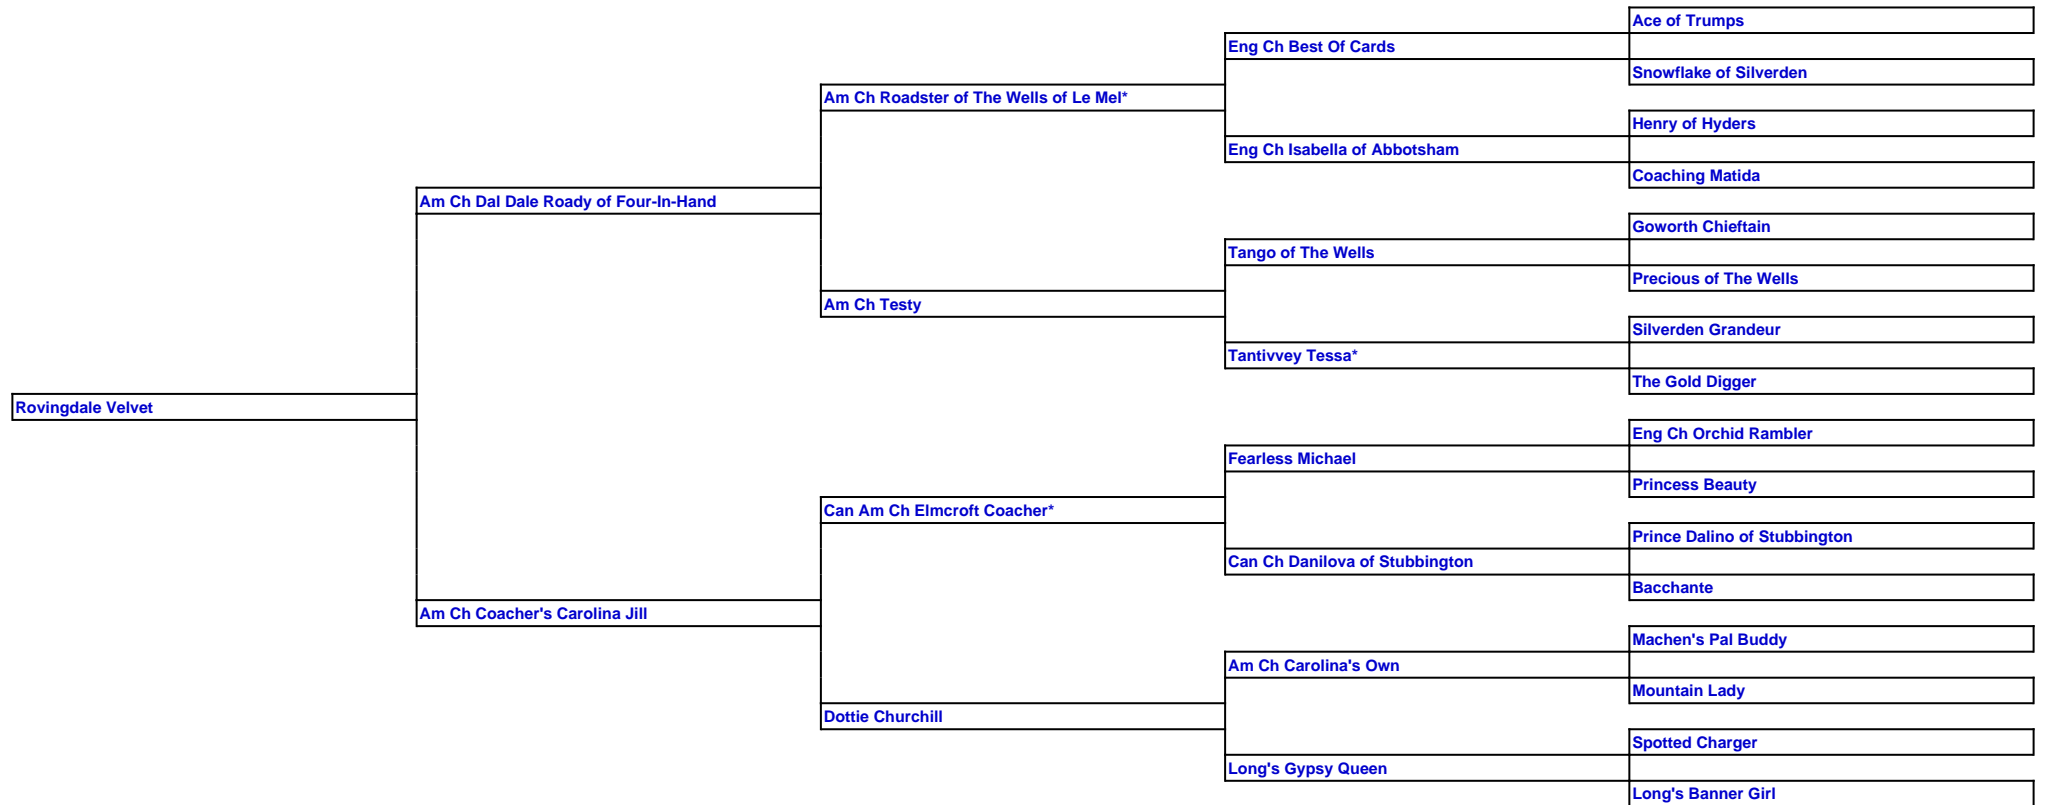 Ace of Trumps
Eng Ch Best Of Cards
Snowflake of Silverden
Am Ch Roadster of The Wells of Le Mel*
Henry of Hyders
Eng Ch Isabella of Abbotsham
Coaching Matida
Am Ch Dal Dale Roady of Four-In-Hand
Goworth Chieftain
Tango of The Wells
Precious of The Wells
Am Ch Testy
Silverden Grandeur
Tantivvey Tessa*
The Gold Digger
Rovingdale Velvet
Eng Ch Orchid Rambler
Fearless Michael
Princess Beauty
Can Am Ch Elmcroft Coacher*
Prince Dalino of Stubbington
Can Ch Danilova of Stubbington
Bacchante
Am Ch Coacher's Carolina Jill
Machen's Pal Buddy
Am Ch Carolina's Own
Mountain Lady
Dottie Churchill
Spotted Charger
Long's Gypsy Queen
Long's Banner Girl